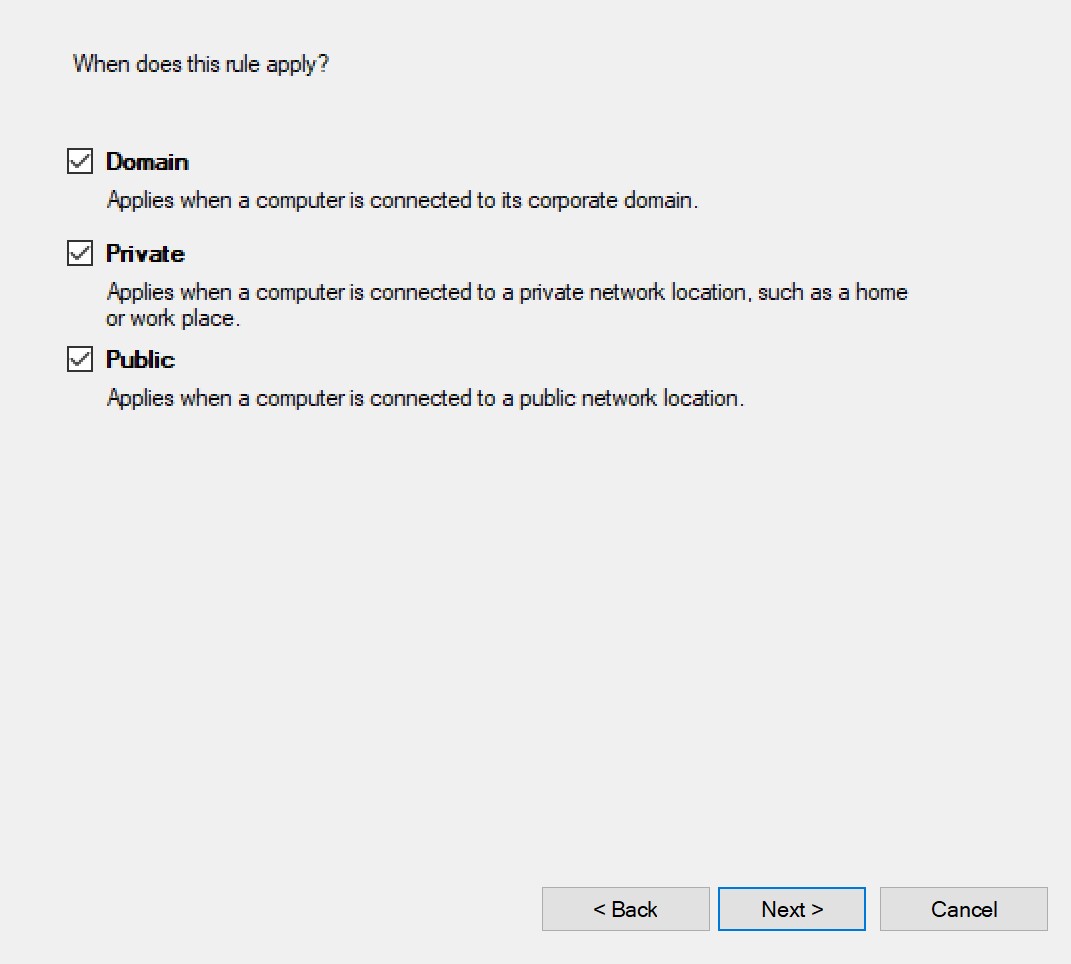 When does this rule apply?
Domain
Applies when a computer is connected to its corporate domain.
Private
Applies when a computer is connected to a private network location, such as a home
or work place.
Public
Applies when a computer is connected to a public network location.
< Back
Next >
Cancel